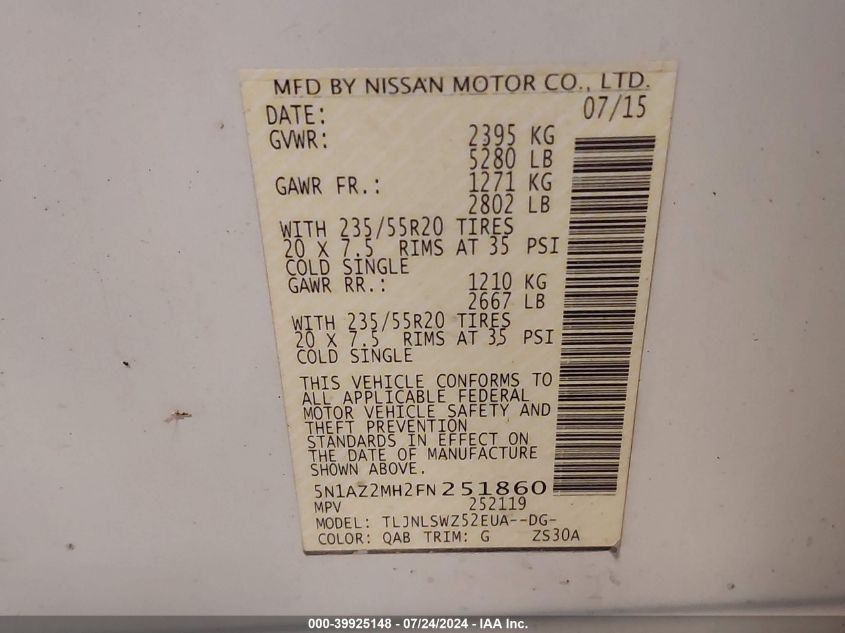 MFD BY NISSAN MOTOR CO., LTD.
DATE: 07/15
GVWR: 2395 KG
5280 LB
GAWR FR.: 1271 KG
2802 LB
WITH 235/55R20 TIRES
20 X 7.5 RIMS AT 35 PSI
COLD SINGLE
GAWR RR.: 1210 KG
2667 LB
WITH 235/55R20 TIRES
20 X 7.5 RIMS AT 35 PSI
COLD SINGLE
THIS VEHICLE CONFORMS TO
ALL APPLICABLE FEDERAL
MOTOR VEHICLE SAFETY AND
THEFT PREVENTION
STANDARDS IN EFFECT ON
THE DATE OF MANUFACTURE
SHOWN ABOVE.
5N1AZ2MH2FN251860
MPV 252119
MODEL: TLJNLSWZ52EUA--DG-
COLOR: QAB TRIM: G ZS30A
000-39925148 - 07/24/2024 - IAA, Inc.